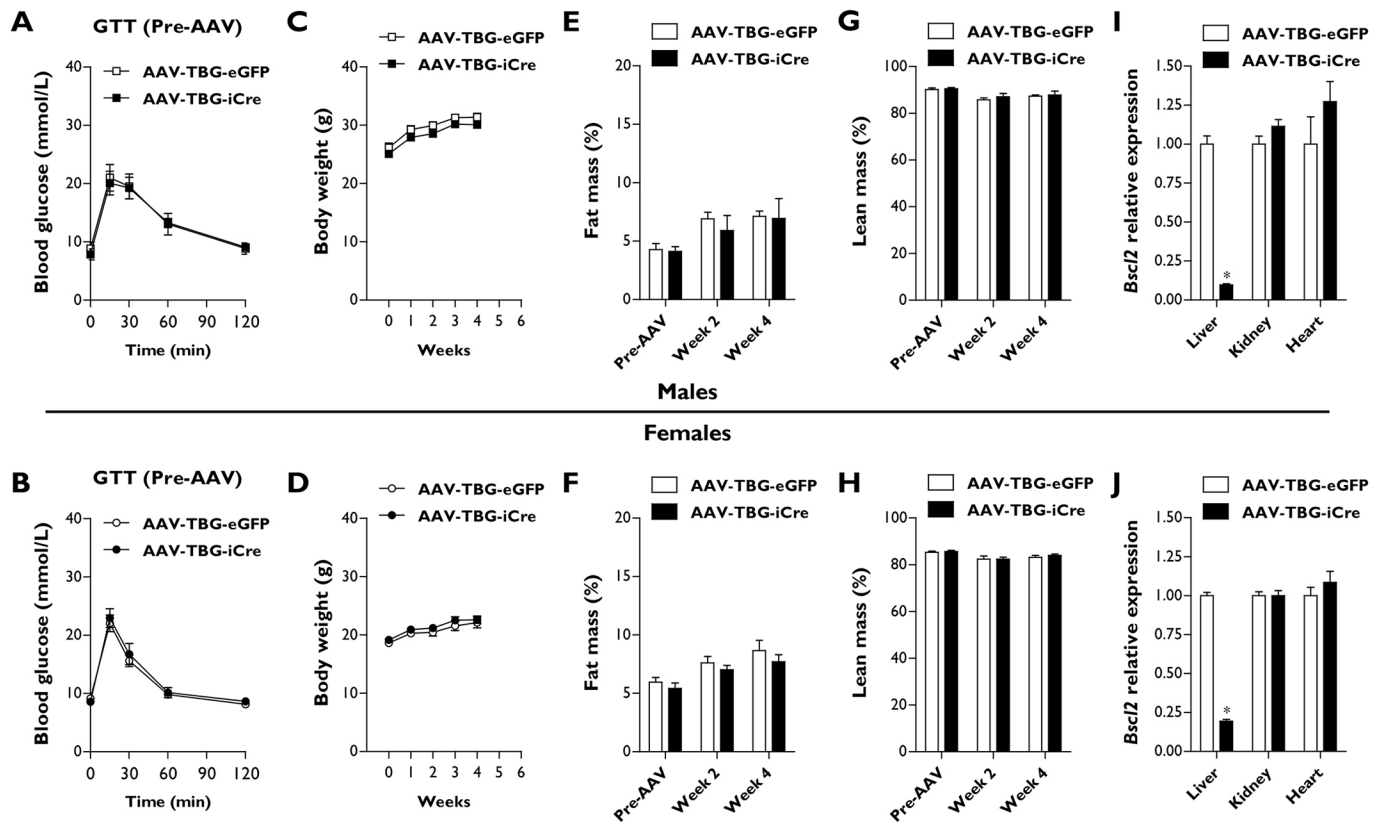 A
GTT (Pre-AAV)
AAV-TBG-eGFP
AAV-TBG-iCre
Blood glucose (mmol/L)
40
30
20
10
0
0 30 60 90 120
Time (min)
C
AAV-TBG-eGFP
AAV-TBG-iCre
Body weight (g)
40
30
20
10
0
0 1 2 3 4 5 6
Weeks
E
AAV-TBG-eGFP
AAV-TBG-iCre
Fat mass (%)
20
15
10
5
0
Pre-AAV
Week 2
Week 4
G
AAV-TBG-eGFP
AAV-TBG-iCre
Lean mass (%)
100
80
60
40
20
0
Pre-AAV
Week 2
Week 4
I
AAV-TBG-eGFP
AAV-TBG-iCre
Bscl2 relative expression
1.50
1.25
1.00
0.75
0.50
0.25
0.00
*
Liver
Kidney
Heart
Males
Females
B
GTT (Pre-AAV)
AAV-TBG-eGFP
AAV-TBG-iCre
Blood glucose (mmol/L)
40
30
20
10
0
0 30 60 90 120
Time (min)
D
AAV-TBG-eGFP
AAV-TBG-iCre
Body weight (g)
40
30
20
10
0
0 1 2 3 4 5 6
Weeks
F
AAV-TBG-eGFP
AAV-TBG-iCre
Fat mass (%)
20
15
10
5
0
Pre-AAV
Week 2
Week 4
H
AAV-TBG-eGFP
AAV-TBG-iCre
Lean mass (%)
100
80
60
40
20
0
Pre-AAV
Week 2
Week 4
J
AAV-TBG-eGFP
AAV-TBG-iCre
Bscl2 relative expression
1.50
1.25
1.00
0.75
0.50
0.25
0.00
*
Liver
Kidney
Heart